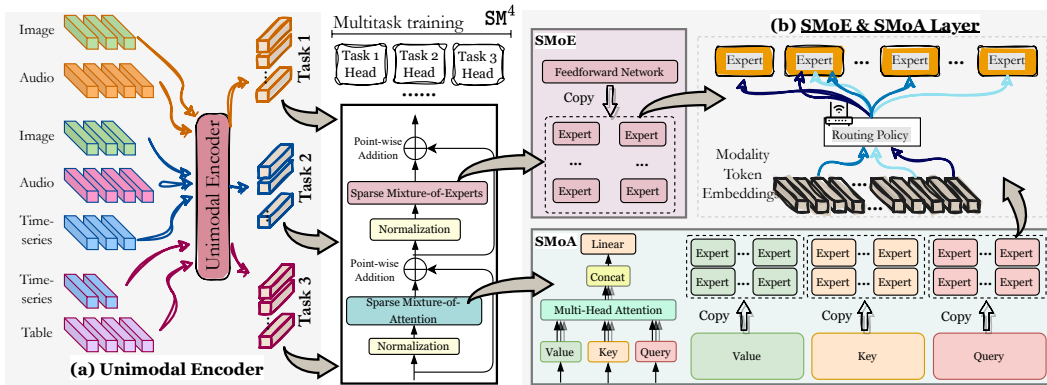 Image
Audio
Image
Audio
Time-
series
Time-
series
Table
Unimodal Encoder
Task 1
Task 2
Task 3
(a) Unimodal Encoder
Multitask training SM⁴
Task 1
Head
Task 2
Head
Task 3
Head
......
Point-wise
Addition
Sparse Mixture-of-Experts
Normalization
Point-wise
Addition
Sparse Mixture-of-
Attention
Normalization
SMoE
Feedforward Network
Copy
Expert Expert
... ...
Expert Expert
(b) SMoE & SMoA Layer
Expert Expert ... Expert ... Expert
Routing Policy
Modality
Token
Embeddings
...
SMoA
Linear
Concat
Multi-Head Attention
Value Key Query
Expert ... Expert Expert ... Expert Expert ... Expert
Expert ... Expert Expert ... Expert Expert ... Expert
Copy Copy Copy
Value Key Query